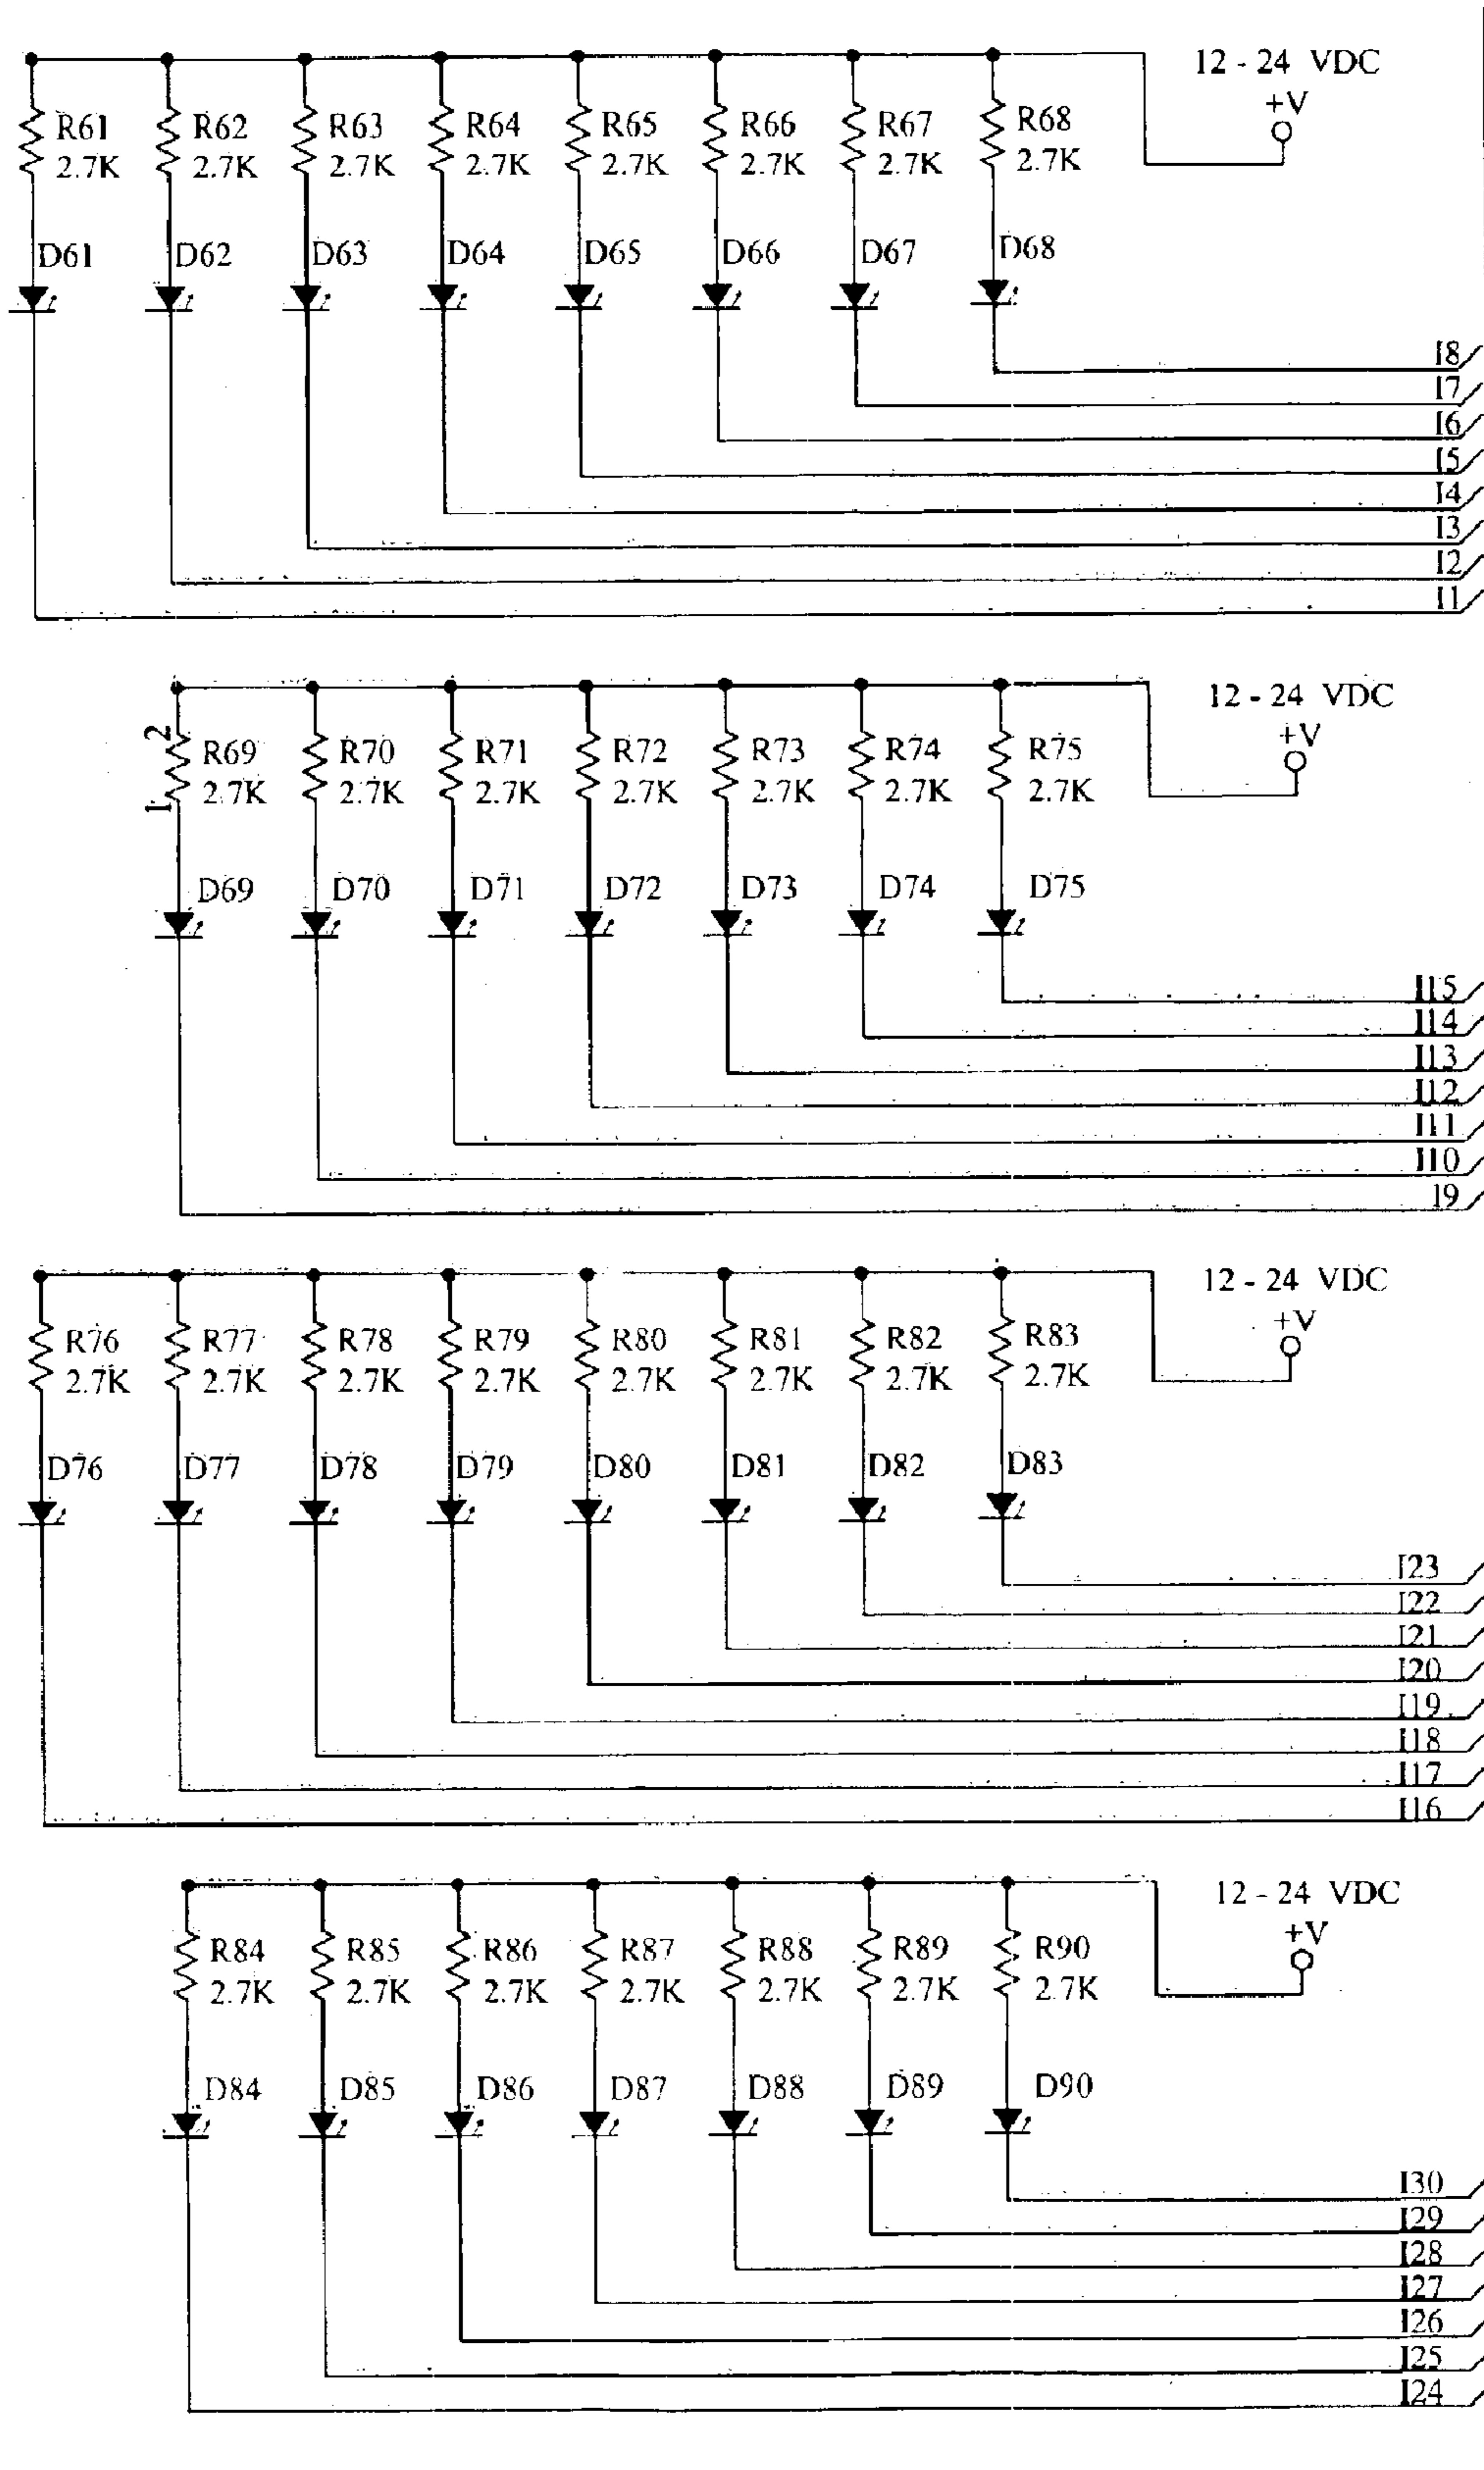 12 - 24 VDC
+V
R61 R62 R63 R64 R65 R66 R67 R68
2.7K 2.7K 2.7K 2.7K 2.7K 2.7K 2.7K 2.7K
D61 D62 D63 D64 D65 D66 D67 D68
I8
I7
I6
I5
I4
I3
I2
I1
12 - 24 VDC
+V
2
R69 R70 R71 R72 R73 R74 R75
1 2.7K 2.7K 2.7K 2.7K 2.7K 2.7K 2.7K
D69 D70 D71 D72 D73 D74 D75
I15
I14
I13
I12
I11
I10
I9
12 - 24 VDC
+V
R76 R77 R78 R79 R80 R81 R82 R83
2.7K 2.7K 2.7K 2.7K 2.7K 2.7K 2.7K 2.7K
D76 D77 D78 D79 D80 D81 D82 D83
I23
I22
I21
I20
I19
I18
I17
I16
12 - 24 VDC
+V
R84 R85 R86 R87 R88 R89 R90
2.7K 2.7K 2.7K 2.7K 2.7K 2.7K 2.7K
D84 D85 D86 D87 D88 D89 D90
I30
I29
I28
I27
I26
I25
I24